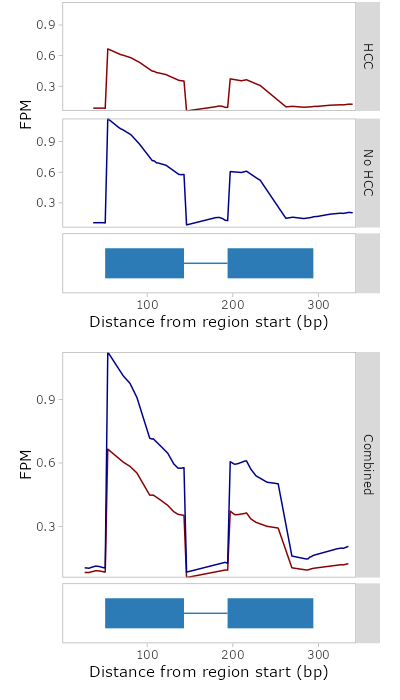 0.9
0.6
0.3
HCC
FPM
0.9
0.6
0.3
No HCC
100 200 300
Distance from region start (bp)
0.9
0.6
0.3
FPM
Combined
100 200 300
Distance from region start (bp)